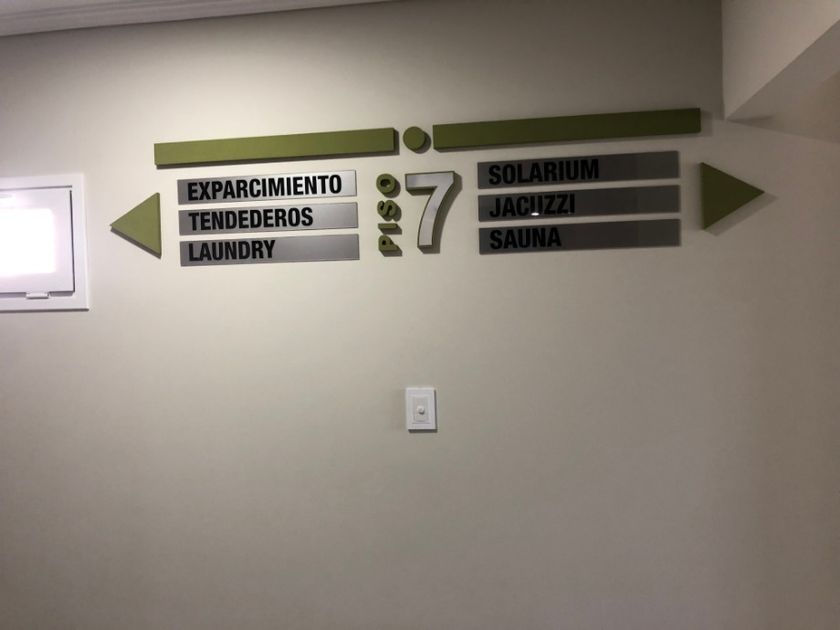 EXPARCIMIENTO
TENDEDEROS
LAUNDRY
PISO
7
SOLARIUM
JACUZZI
SAUNA